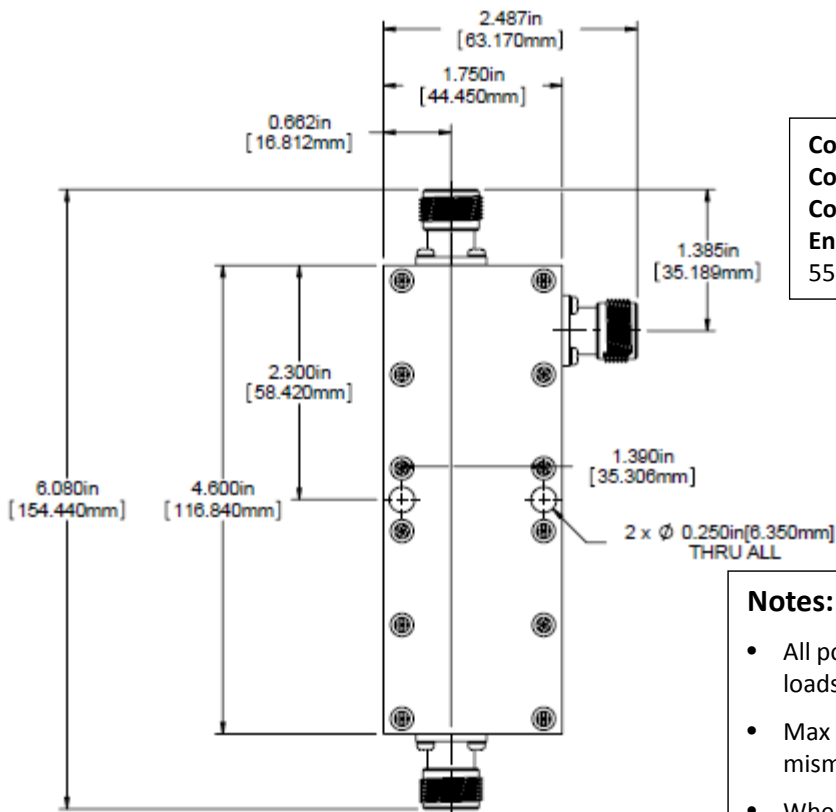 2.487in
[63.170mm]
1.750in
[44.450mm]
0.662in
[16.812mm]
Co
Co
Co
En
55
1.385in
[35.189mm]
2.300in
[58.420mm]
1.390in
[35.306mm]
6.080in
[154.440mm]
4.600in
[116.840mm]
2 x Ø 0.250in[6.350mm]
THRU ALL
Notes:
• All po
loads
• Max
mism
• Who